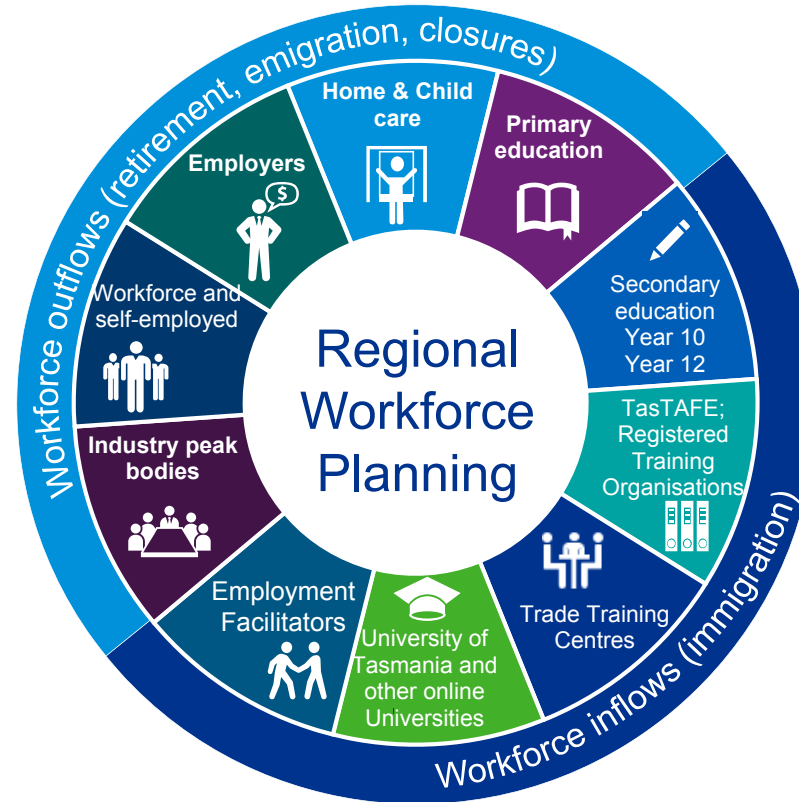 Workforce outflows (retirement, emigration, closures)
Home & Child
care
Primary
education
Secondary
education
Year 10
Year 12
TasTAFE;
Registered
Training
Organisations
Trade Training
Centres
University of
Tasmania and
other online
Universities
Employment
Facilitators
Industry peak
bodies
Workforce and
self-employed
Employers
$
Regional
Workforce
Planning
Workforce inflows (immigration)